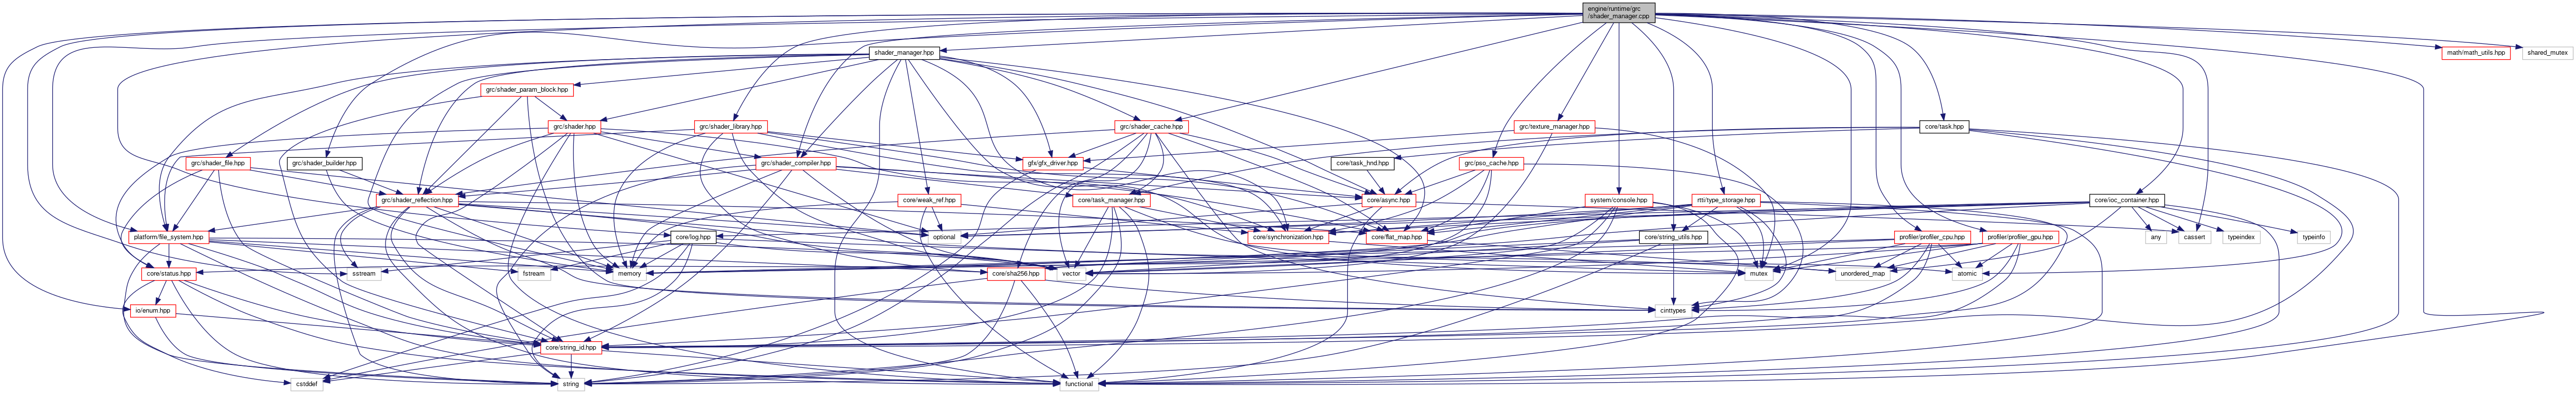 engine/runtime/grc
/shader_manager.cpp
shader_manager.hpp
math/math_utils.hpp
shared_mutex
grc/shader_param_block.hpp
grc/shader.hpp
grc/shader_library.hpp
grc/shader_cache.hpp
grc/texture_manager.hpp
core/task.hpp
grc/shader_file.hpp
grc/shader_builder.hpp
grc/shader_compiler.hpp
gfx/gfx_driver.hpp
core/task_hnd.hpp
grc/pso_cache.hpp
grc/shader_reflection.hpp
core/weak_ref.hpp
core/task_manager.hpp
core/async.hpp
system/console.hpp
rtti/type_storage.hpp
core/ioc_container.hpp
platform/file_system.hpp
core/log.hpp
optional
core/synchronization.hpp
core/flat_map.hpp
core/string_utils.hpp
profiler/profiler_cpu.hpp
profiler/profiler_gpu.hpp
any
cassert
typeindex
typeinfo
core/status.hpp
sstream
fstream
memory
core/sha256.hpp
vector
mutex
unordered_map
atomic
io/enum.hpp
cinttypes
core/string_id.hpp
cstddef
string
functional